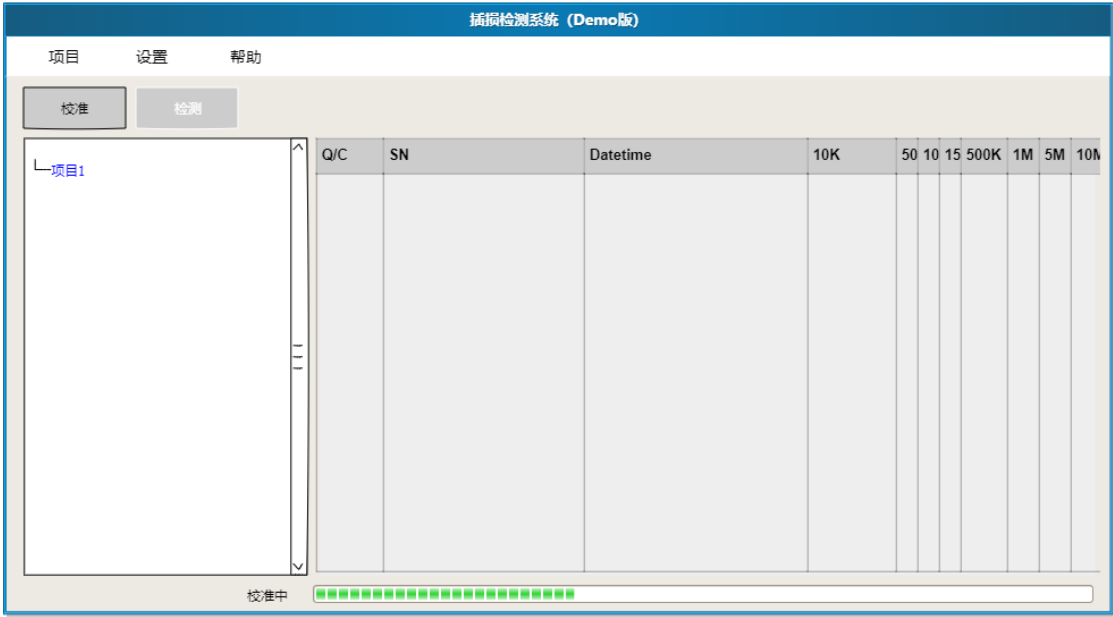 插损检测系统（Demo版）
项目 设置 帮助
校准 检测
项目1
Q/C SN Datetime 10K 50 10 15 500K 1M 5M 10M
校准中